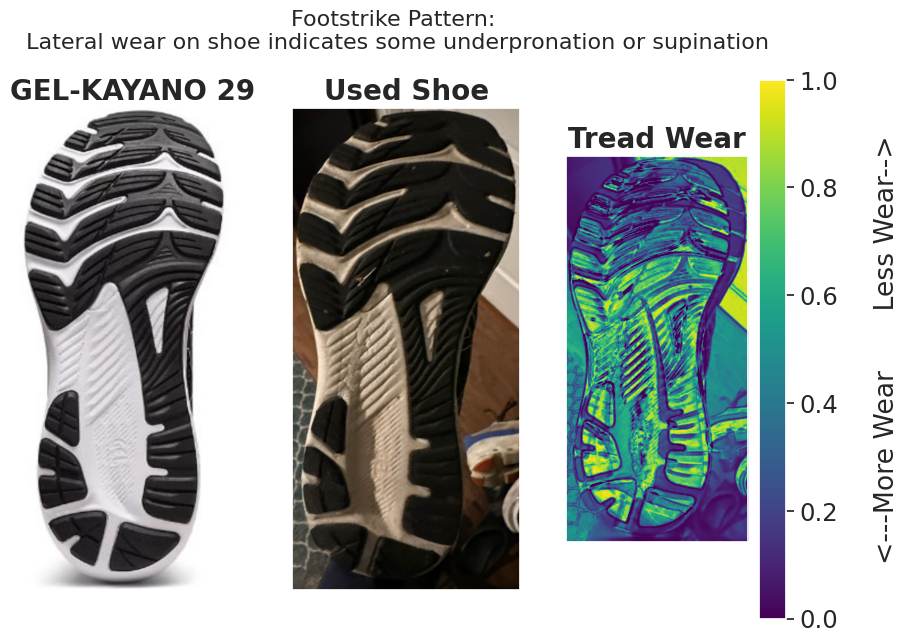 Footstrike Pattern:
Lateral wear on shoe indicates some underpronation or supination
GEL-KAYANO 29
Used Shoe
Tread Wear
1.0
0.8
0.6
0.4
0.2
0.0
<---More Wear Less Wear-->